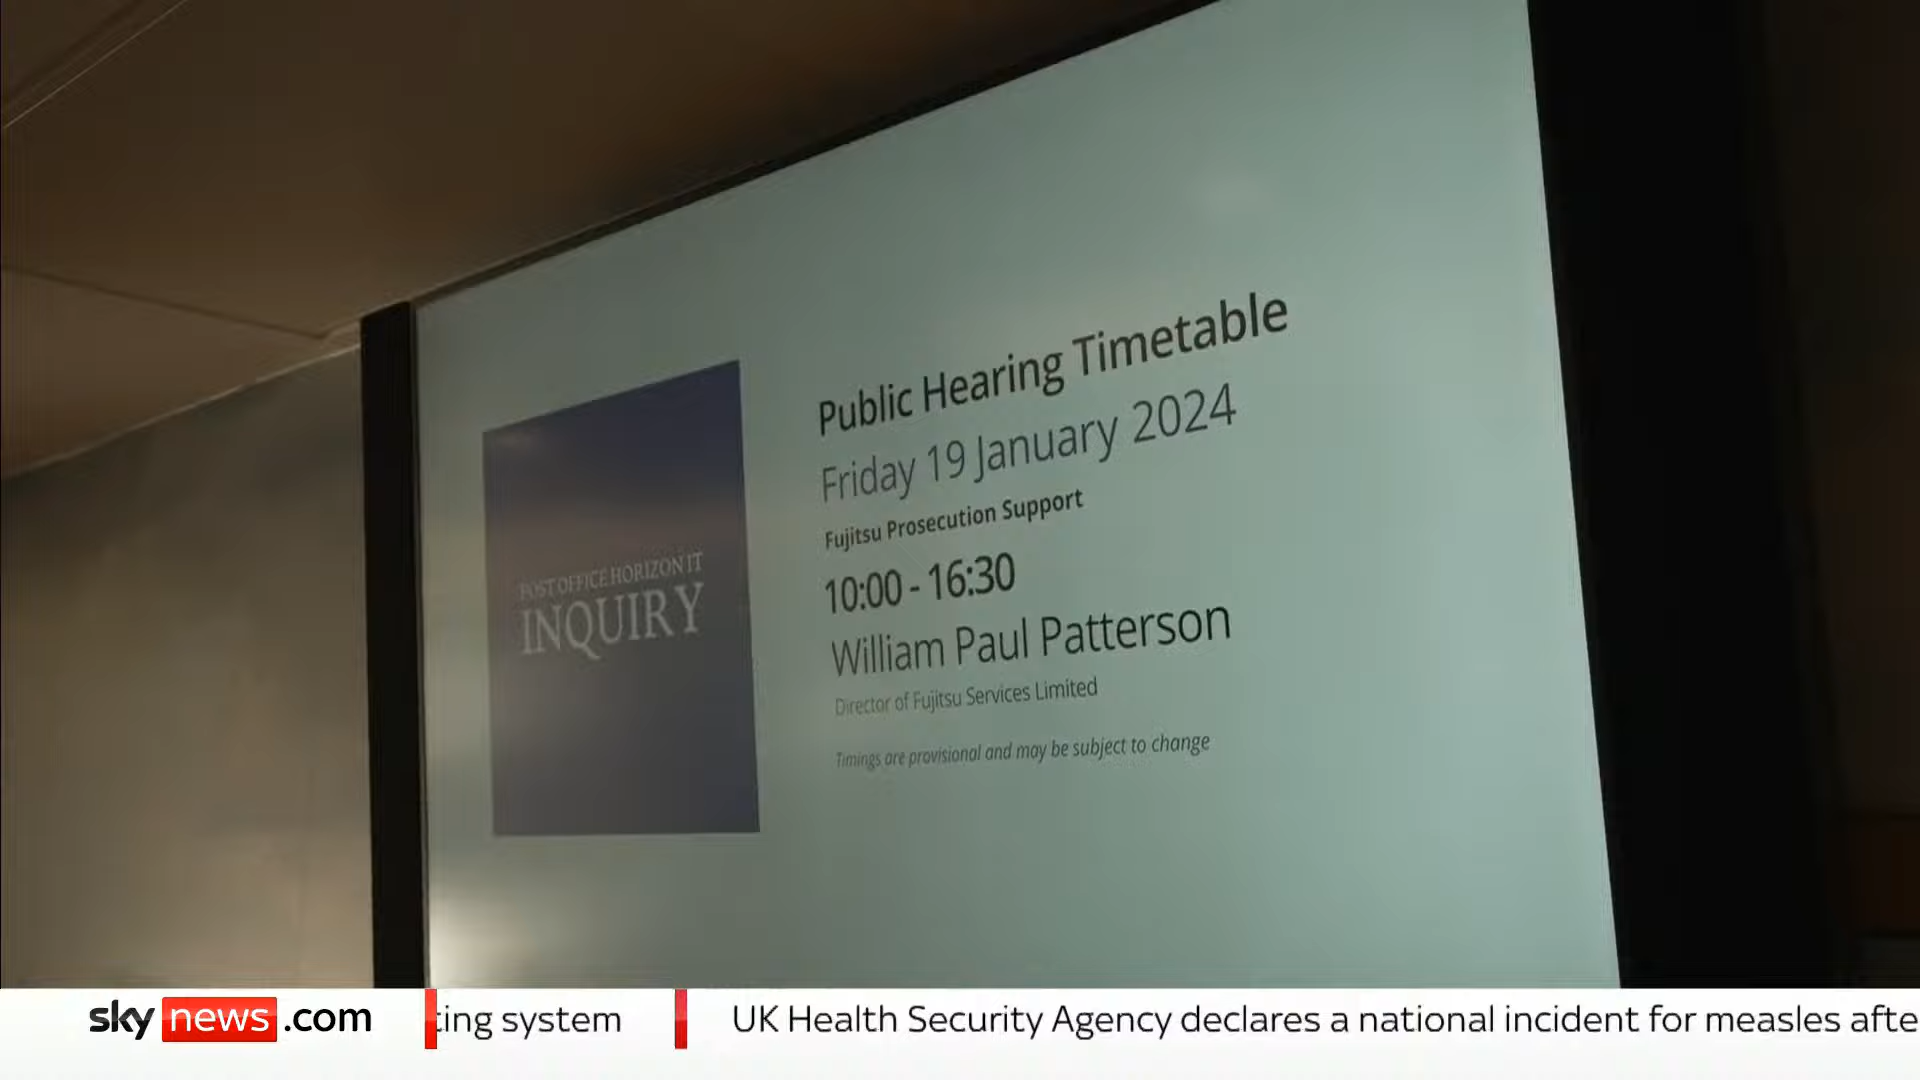 POST OFFICE HORIZON IT
INQUIRY
Public Hearing Timetable
Friday 19 January 2024
Fujitsu Prosecution Support
10:00 - 16:30
William Paul Patterson
Director of Fujitsu Services Limited
Timings are provisional and may be subject to change
sky news .com
ting system
UK Health Security Agency declares a national incident for measles afte